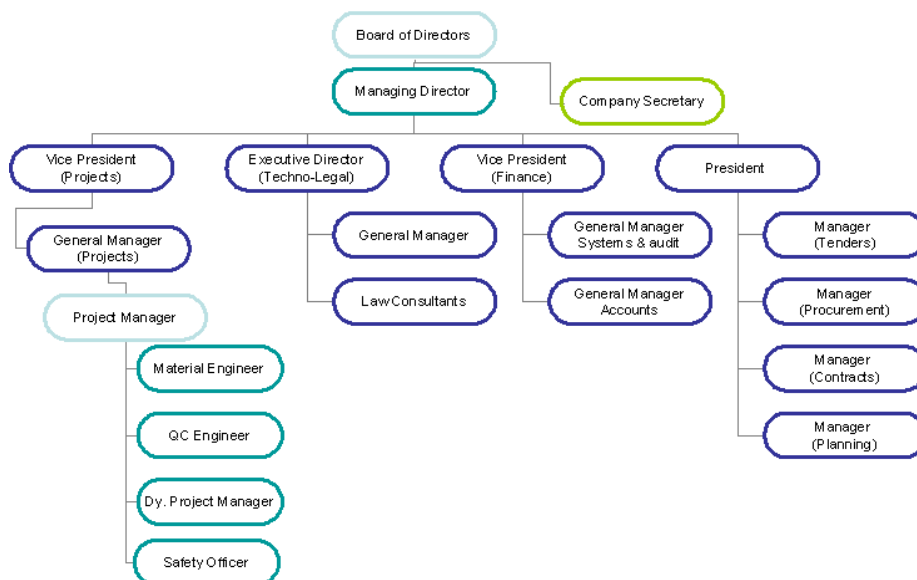 Board of Directors
Managing Director
Company Secretary
Vice President
(Projects)
Executive Director
(Techno-Legal)
Vice President
(Finance)
President
General Manager
(Projects)
General Manager
General Manager
Systems & audit
Manager
(Tenders)
Project Manager
Law Consultants
General Manager
Accounts
Manager
(Procurement)
Material Engineer
Manager
(Contracts)
QC Engineer
Manager
(Planning)
Dy. Project Manager
Safety Officer